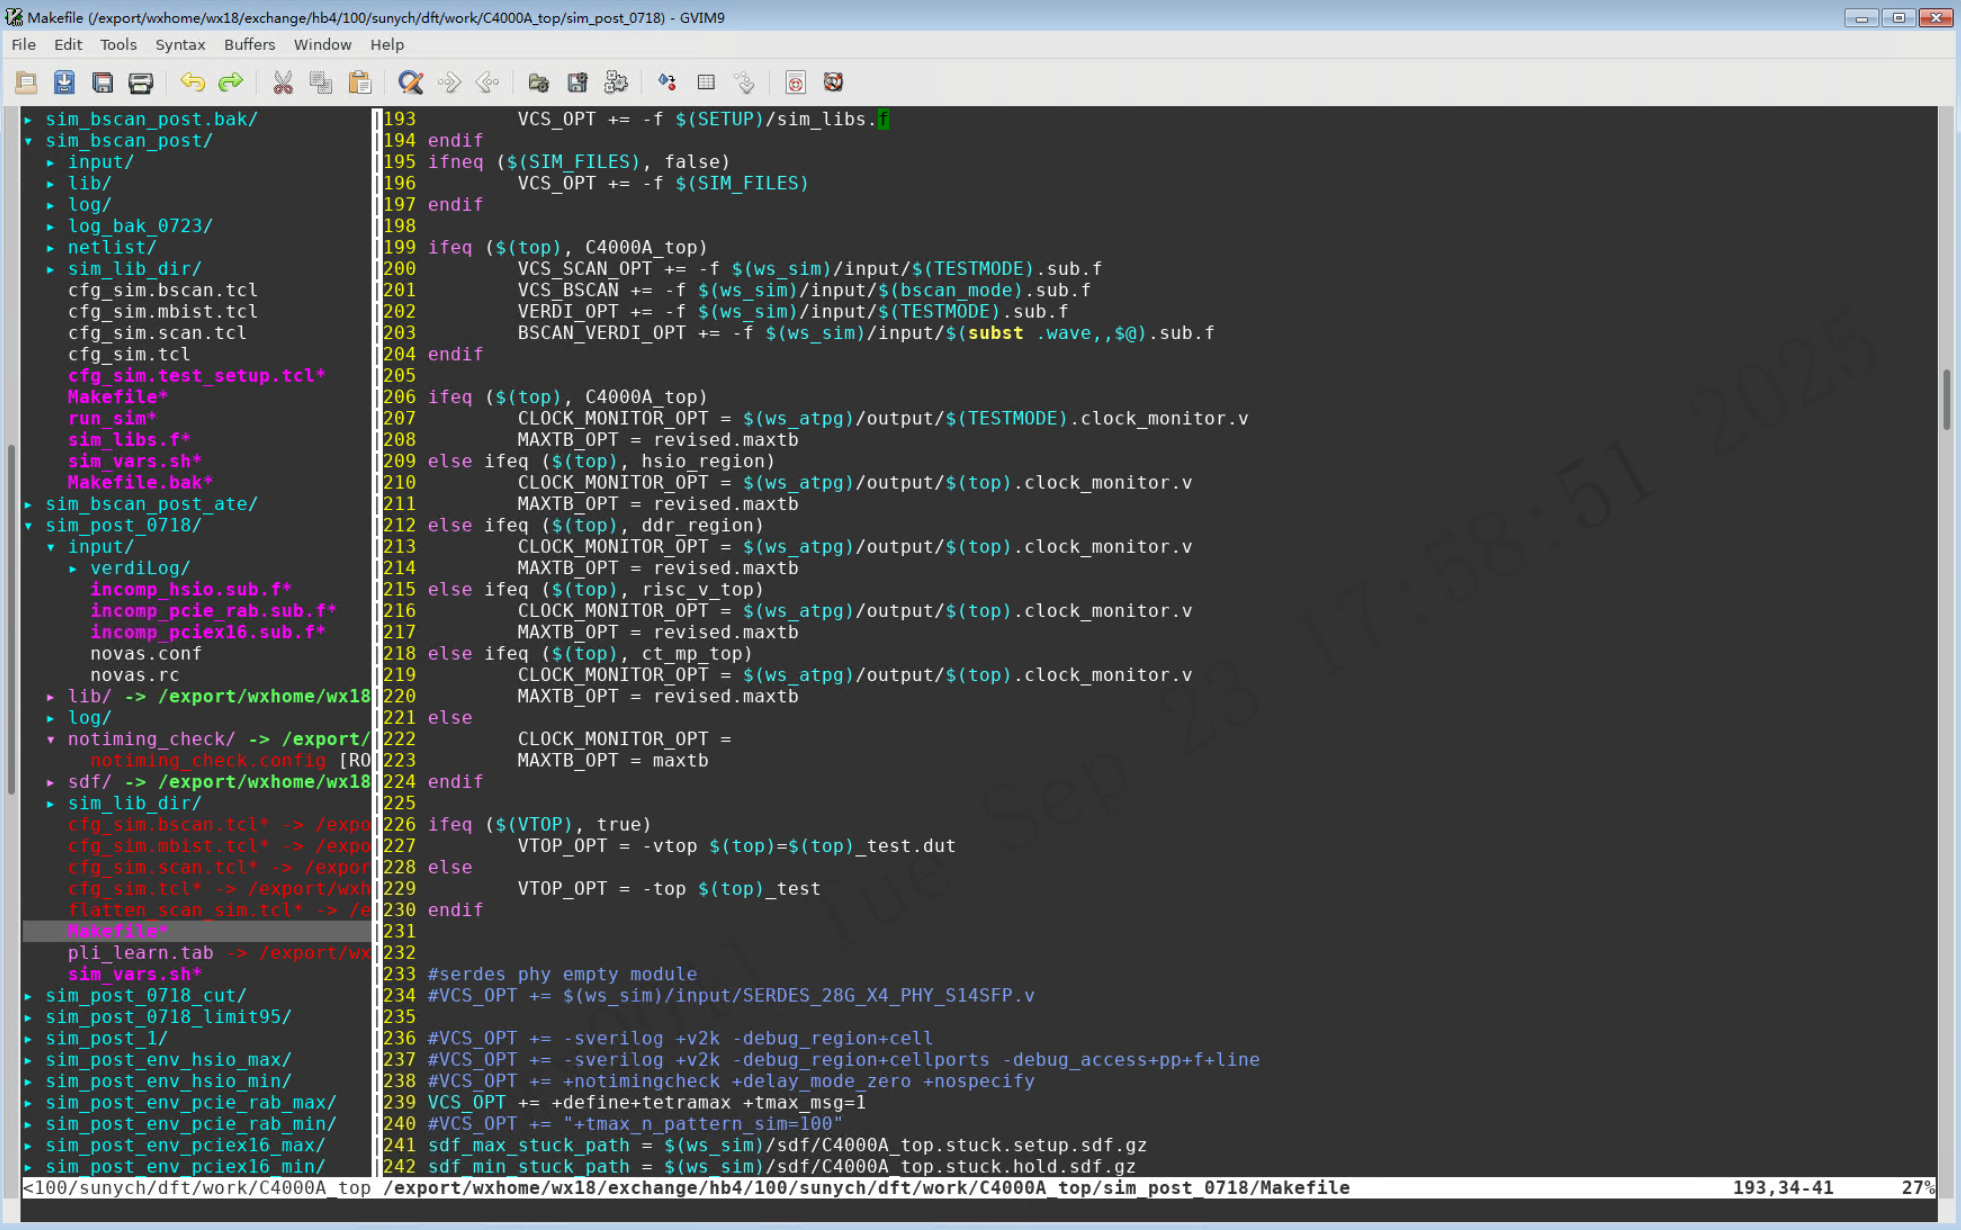 Makefile (/export/wxhome/wx18/exchange/hb4/100/sunych/dft/work/C4000A_top/sim_post_0718) - GVIM9
File Edit Tools Syntax Buffers Window Help
▸ sim_bscan_post.bak/
▾ sim_bscan_post/
▸ input/
▸ lib/
▸ log/
▸ log_bak_0723/
▸ netlist/
▸ sim_lib_dir/
cfg_sim.bscan.tcl
cfg_sim.mbist.tcl
cfg_sim.scan.tcl
cfg_sim.tcl
cfg_sim.test_setup.tcl*
Makefile*
run_sim*
sim_libs.f*
sim_vars.sh*
Makefile.bak*
▸ sim_bscan_post_ate/
▾ sim_post_0718/
▾ input/
▸ verdiLog/
incomp_hsio.sub.f*
incomp_pcie_rab.sub.f*
incomp_pciex16.sub.f*
novas.conf
novas.rc
▸ lib/ -> /export/wxhome/wx18
▸ log/
▾ notiming_check/ -> /export/
notiming_check.config [RO
▸ sdf/ -> /export/wxhome/wx18
▸ sim_lib_dir/
cfg_sim.bscan.tcl* -> /expo
cfg_sim.mbist.tcl* -> /expo
cfg_sim.scan.tcl* -> /expor
cfg_sim.tcl* -> /export/wxh
flatten_scan_sim.tcl* -> /e
Makefile*
pli_learn.tab -> /export/wx
sim_vars.sh*
▸ sim_post_0718_cut/
▸ sim_post_0718_limit95/
▸ sim_post_1/
▸ sim_post_env_hsio_max/
▸ sim_post_env_hsio_min/
▸ sim_post_env_pcie_rab_max/
▸ sim_post_env_pcie_rab_min/
▸ sim_post_env_pciex16_max/
▸ sim_post_env_pciex16_min/
193 VCS_OPT += -f $(SETUP)/sim_libs.f
194 endif
195 ifneq ($(SIM_FILES), false)
196 VCS_OPT += -f $(SIM_FILES)
197 endif
198
199 ifeq ($(top), C4000A_top)
200 VCS_SCAN_OPT += -f $(ws_sim)/input/$(TESTMODE).sub.f
201 VCS_BSCAN += -f $(ws_sim)/input/$(bscan_mode).sub.f
202 VERDI_OPT += -f $(ws_sim)/input/$(TESTMODE).sub.f
203 BSCAN_VERDI_OPT += -f $(ws_sim)/input/$(subst .wave,,$@).sub.f
204 endif
205
206 ifeq ($(top), C4000A_top)
207 CLOCK_MONITOR_OPT = $(ws_atpg)/output/$(TESTMODE).clock_monitor.v
208 MAXTB_OPT = revised.maxtb
209 else ifeq ($(top), hsio_region)
210 CLOCK_MONITOR_OPT = $(ws_atpg)/output/$(top).clock_monitor.v
211 MAXTB_OPT = revised.maxtb
212 else ifeq ($(top), ddr_region)
213 CLOCK_MONITOR_OPT = $(ws_atpg)/output/$(top).clock_monitor.v
214 MAXTB_OPT = revised.maxtb
215 else ifeq ($(top), risc_v_top)
216 CLOCK_MONITOR_OPT = $(ws_atpg)/output/$(top).clock_monitor.v
217 MAXTB_OPT = revised.maxtb
218 else ifeq ($(top), ct_mp_top)
219 CLOCK_MONITOR_OPT = $(ws_atpg)/output/$(top).clock_monitor.v
220 MAXTB_OPT = revised.maxtb
221 else
222 CLOCK_MONITOR_OPT =
223 MAXTB_OPT = maxtb
224 endif
225
226 ifeq ($(VTOP), true)
227 VTOP_OPT = -vtop $(top)=$(top)_test.dut
228 else
229 VTOP_OPT = -top $(top)_test
230 endif
231
232
233 #serdes phy empty module
234 #VCS_OPT += $(ws_sim)/input/SERDES_28G_X4_PHY_S14SFP.v
235
236 #VCS_OPT += -sverilog +v2k -debug_region+cell
237 #VCS_OPT += -sverilog +v2k -debug_region+cellports -debug_access+pp+f+line
238 #VCS_OPT += +notimingcheck +delay_mode_zero +nospecify
239 VCS_OPT += +define+tetramax +tmax_msg=1
240 #VCS_OPT += "+tmax_n_pattern_sim=100"
241 sdf_max_stuck_path = $(ws_sim)/sdf/C4000A_top.stuck.setup.sdf.gz
242 sdf_min_stuck_path = $(ws_sim)/sdf/C4000A_top.stuck.hold.sdf.gz
Tue Sep 23 17:58:51 2025
<100/sunych/dft/work/C4000A_top /export/wxhome/wx18/exchange/hb4/100/sunych/dft/work/C4000A_top/sim_post_0718/Makefile 193,34-41 27%